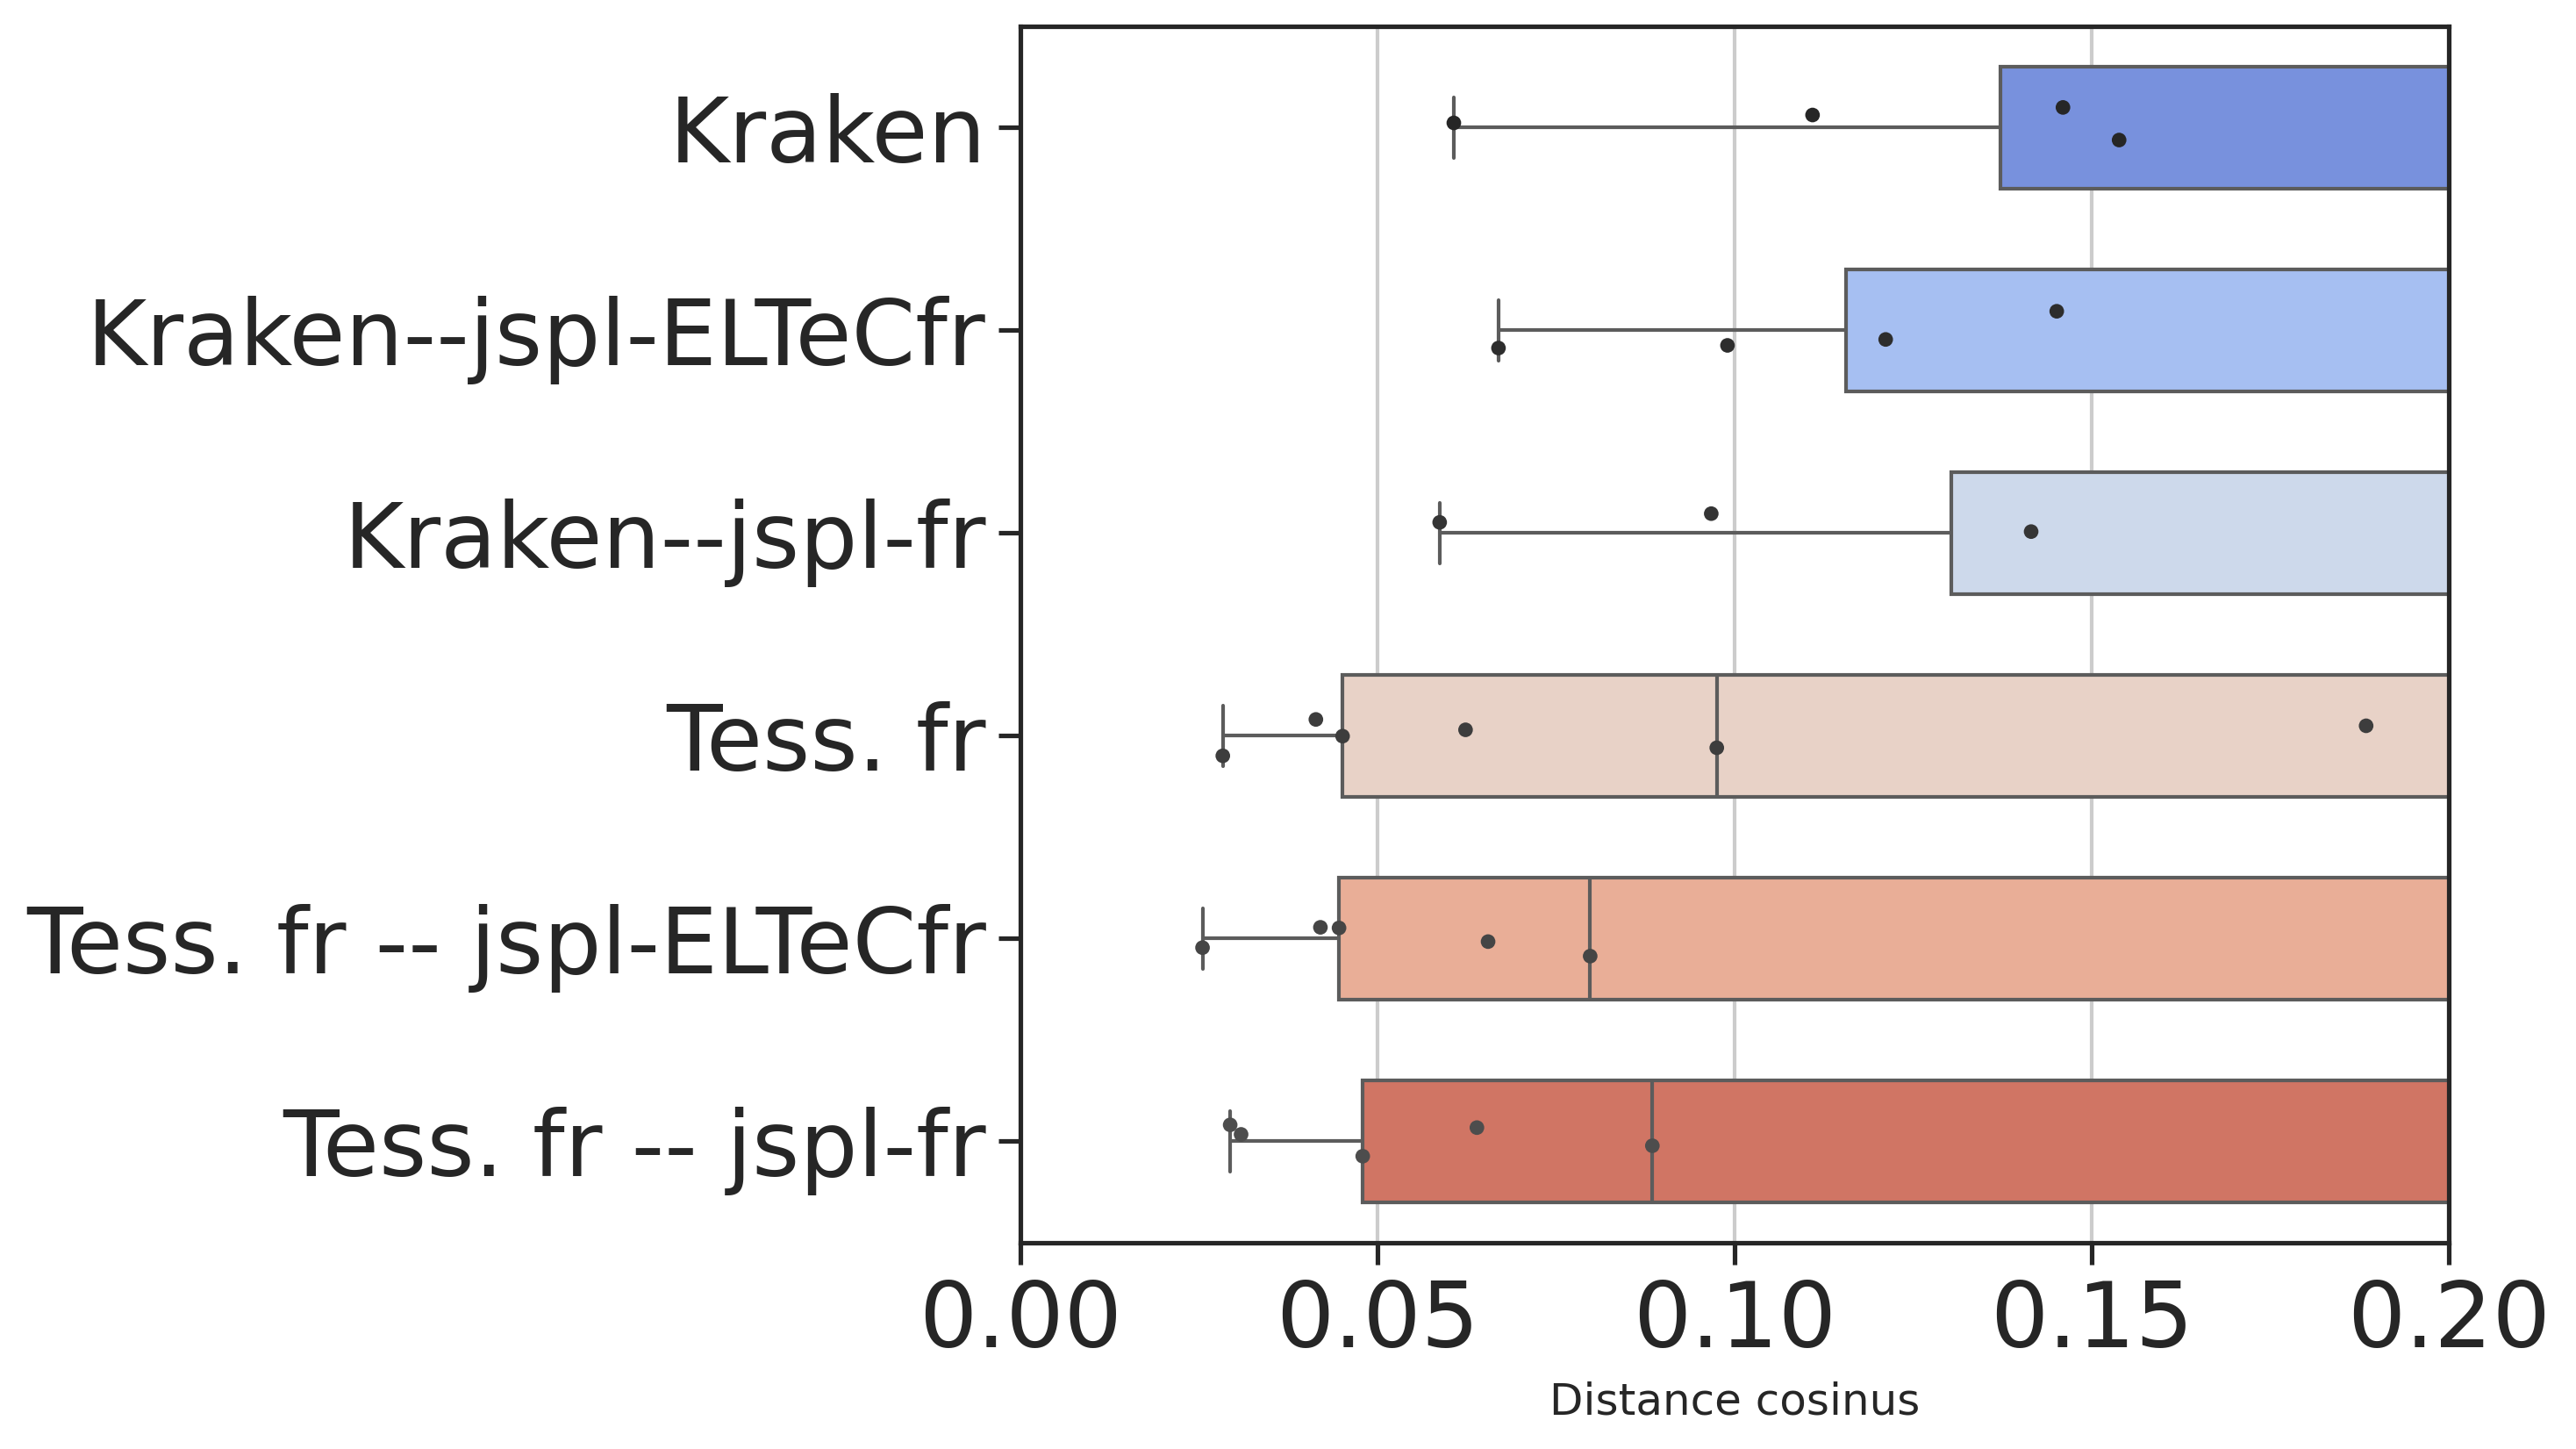 Kraken
Kraken--jspl-ELTeCfr
Kraken--jspl-fr
Tess. fr
Tess. fr -- jspl-ELTeCfr
Tess. fr -- jspl-fr
0.00 0.05 0.10 0.15 0.20
Distance cosinus